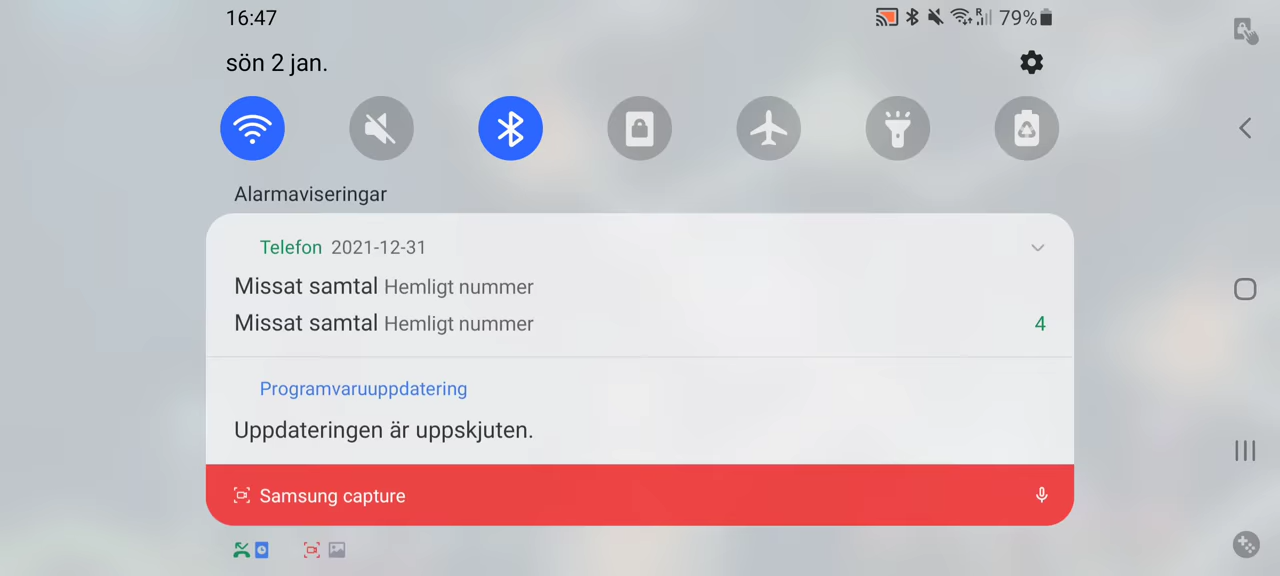 16:47
R
79%
sön 2 jan.
Alarmaviseringar
Telefon 2021-12-31
Missat samtal Hemligt nummer
Missat samtal Hemligt nummer 4
Programvaruuppdatering
Uppdateringen är uppskjuten.
Samsung capture